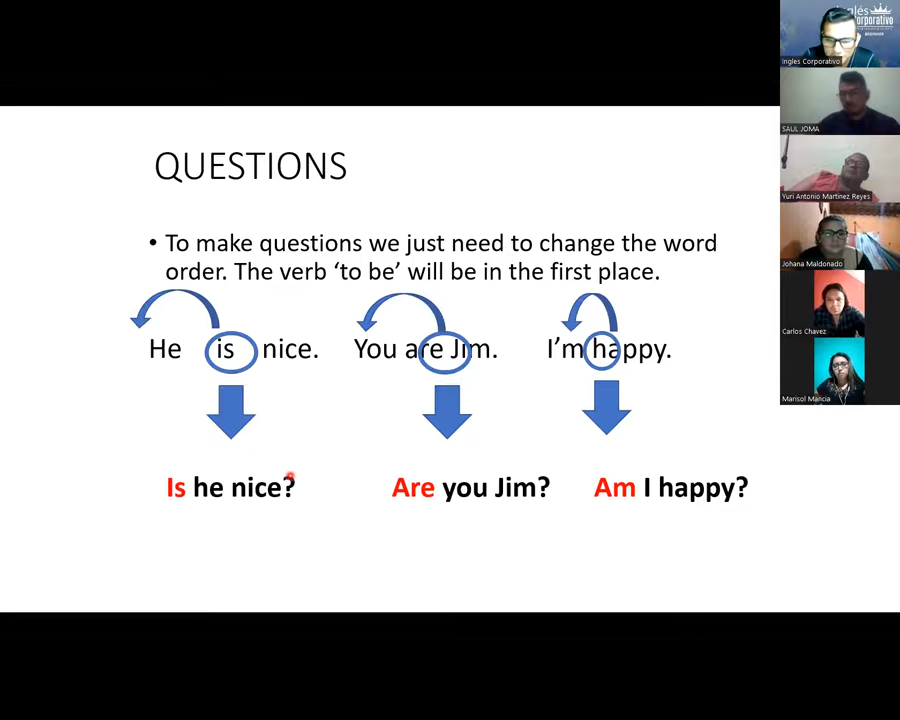 QUESTIONS
• To make questions we just need to change the word
order. The verb ‘to be’ will be in the first place.
He is nice. You are Jim. I’m happy.
Is he nice? Are you Jim? Am I happy?
Ingles Corporativo
SAUL JOMA
Yuri Antonio Martinez Reyes
Johana Maldonado
Carlos Chavez
Marisol Mancia